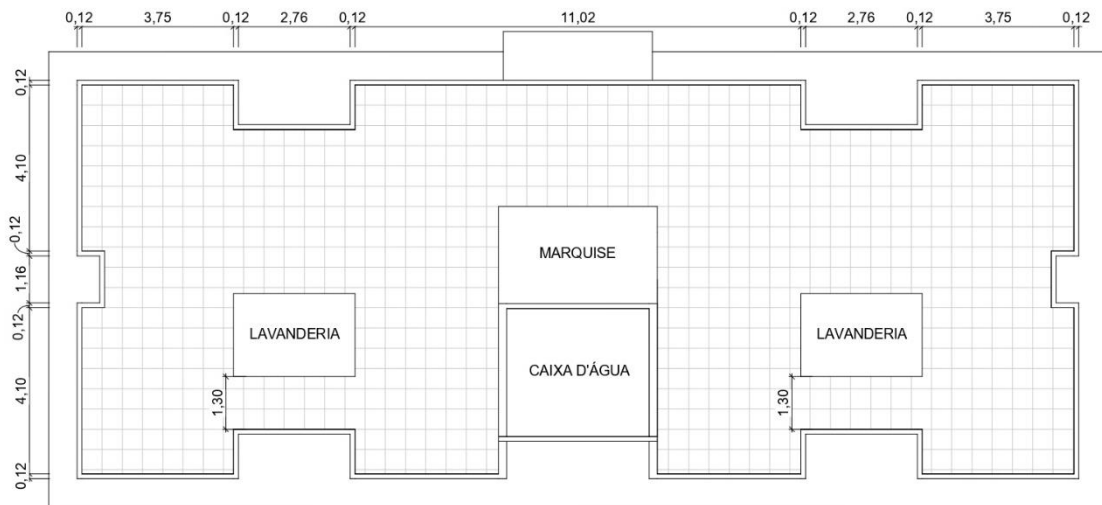 0,12 3,75 0,12 2,76 0,12 11,02 0,12 2,76 0,12 3,75 0,12
0,12
4,10
0,12
1,16
0,12
4,10
0,12
MARQUISE
LAVANDERIA
LAVANDERIA
CAIXA D'ÁGUA
1,30
1,30